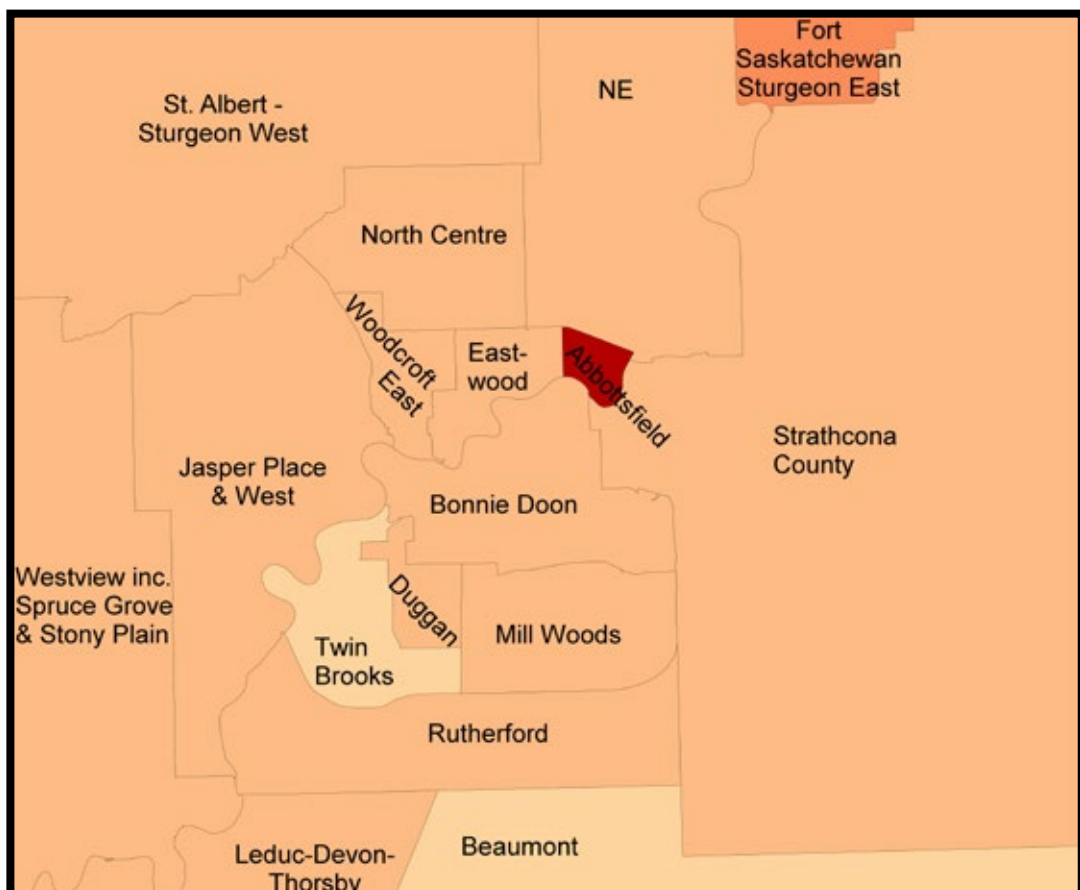 Fort
Saskatchewan
Sturgeon East
NE
St. Albert -
Sturgeon West
North Centre
Woodcroft
East
East-
wood
Abbottsfield
Strathcona
County
Jasper Place
& West
Bonnie Doon
Westview inc.
Spruce Grove
& Stony Plain
Duggan
Mill Woods
Twin
Brooks
Rutherford
Beaumont
Leduc-Devon-
Thorsby